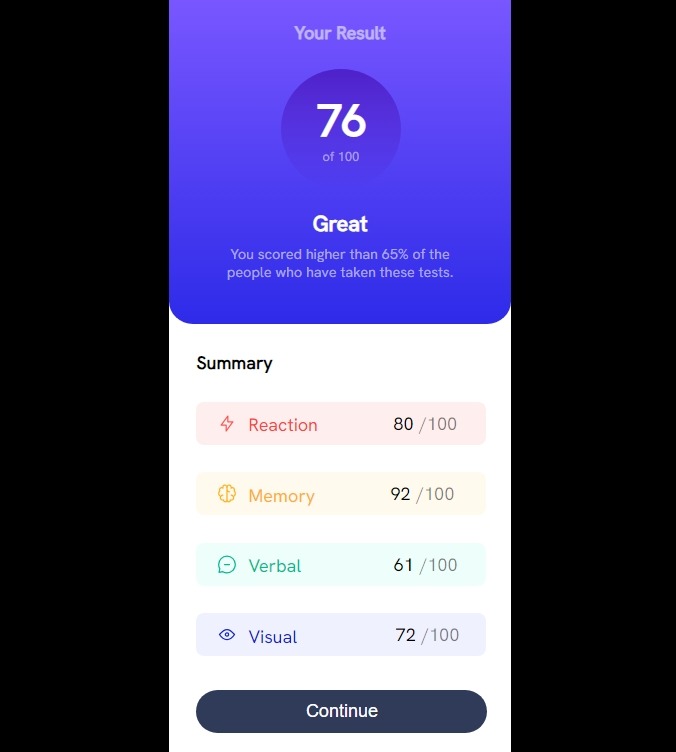 Your Result
76
of 100
Great
You scored higher than 65% of the
people who have taken these tests.
Summary
Reaction 80 /100
Memory 92 /100
Verbal 61 /100
Visual 72 /100
Continue